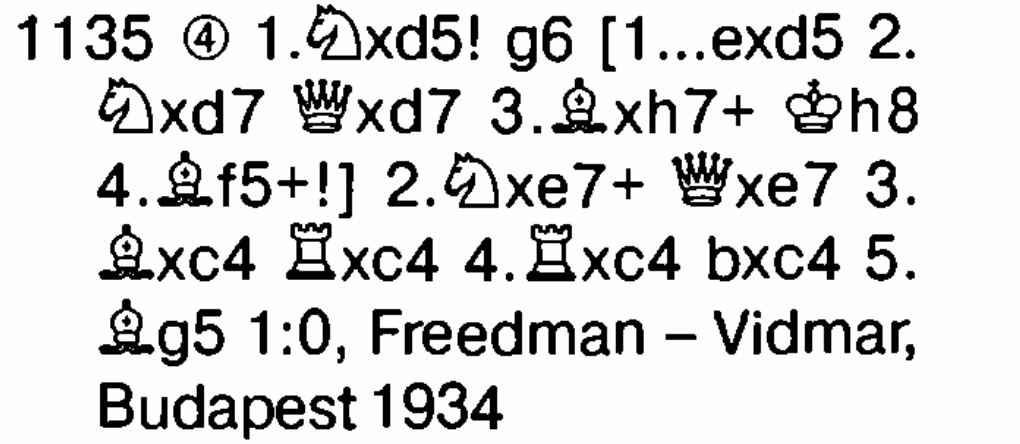 1135 ④ 1.♘xd5! g6 [1...exd5 2.
♘xd7 ♕xd7 3.♗xh7+ ♔h8
4.♗f5+!] 2.♘xe7+ ♕xe7 3.
♗xc4 ♖xc4 4.♖xc4 bxc4 5.
♗g5 1:0, Freedman – Vidmar,
Budapest 1934